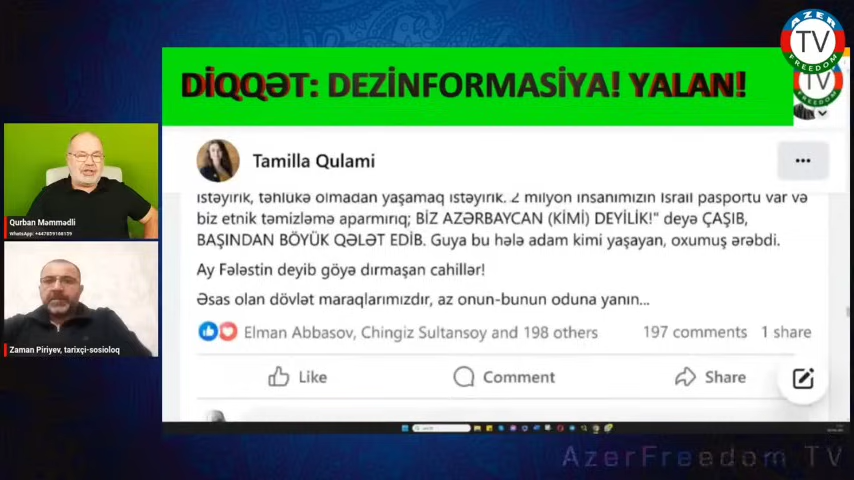 AZER
TV
FREEDOM
DİQQƏT: DEZİNFORMASİYA! YALAN!
TV
FREEDOM
Tamilla Qulami
istəyirik, təhlükə olmadan yaşamaq istəyirik. 2 milyon insanımızın İsrail pasportu var və
biz etnik təmizləmə aparmırıq; BİZ AZƏRBAYCAN (KİMİ) DEYİLİK!" deyə ÇAŞIB,
BAŞINDAN BÖYÜK QƏLƏT EDİB. Guya bu hələ adam kimi yaşayan, oxumuş ərəbdi.
Ay Fələstin deyib göyə dırmaşan cahillər!
Əsas olan dövlət maraqlarımızdır, az onun-bunun oduna yanın...
Elman Abbasov, Chingiz Sultansoy and 198 others
197 comments
1 share
Like
Comment
Share
Qurban Məmmədli
Zaman Piriyev, tarixçi-sosioloq
AzerFreedom TV